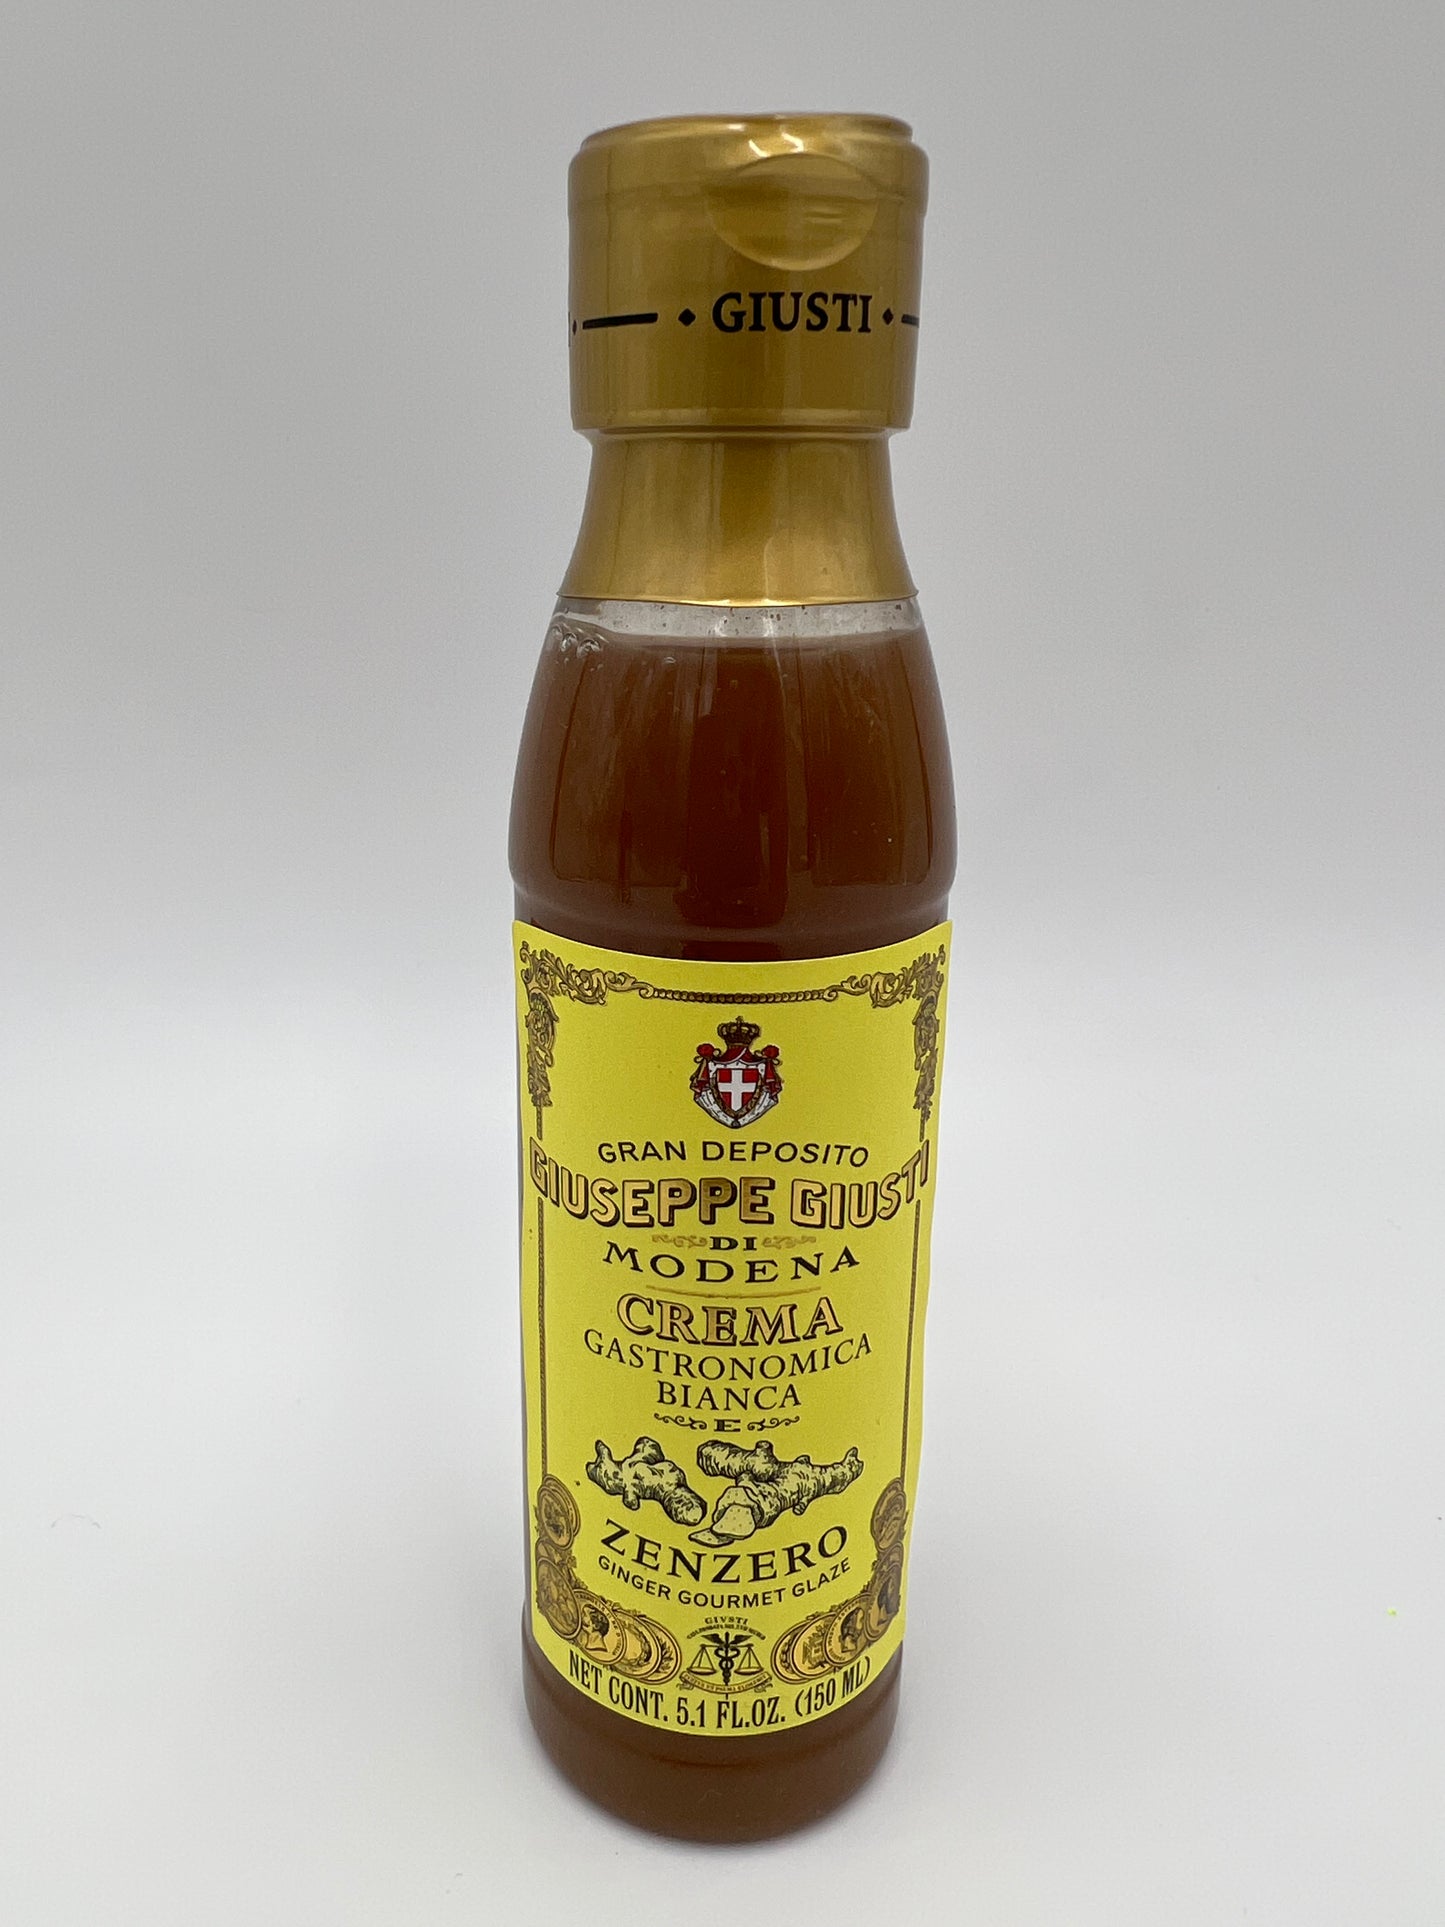 GIUSTI
GRAN DEPOSITO
GIUSEPPE GIUSTI
DI
MODENA
CREMA
GASTRONOMICA
BIANCA
E
ZENZERO
GINGER GOURMET GLAZE
GIVSTI
NET CONT. 5.1 FL.OZ. (150 ML)